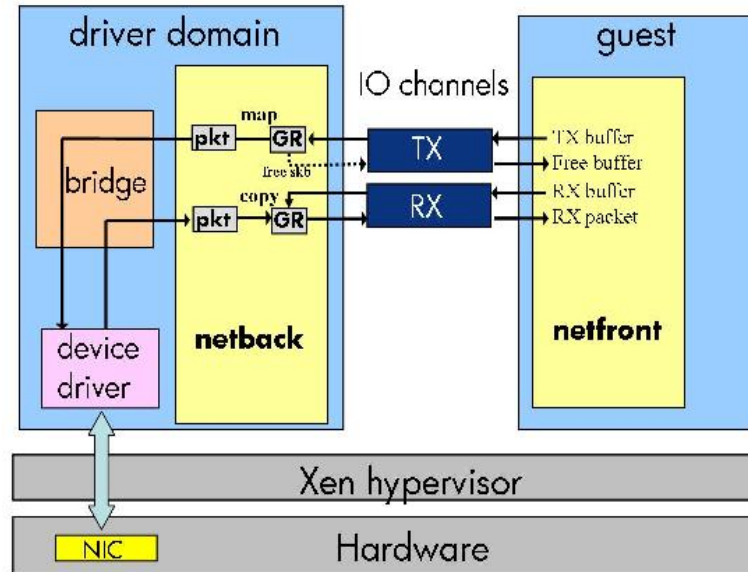 driver domain
guest
IO channels
map
pkt
GR
TX
TX buffer
Free buffer
free skb
bridge
copy
RX
RX buffer
RX packet
pkt
GR
netback
netfront
device
driver
Xen hypervisor
NIC
Hardware